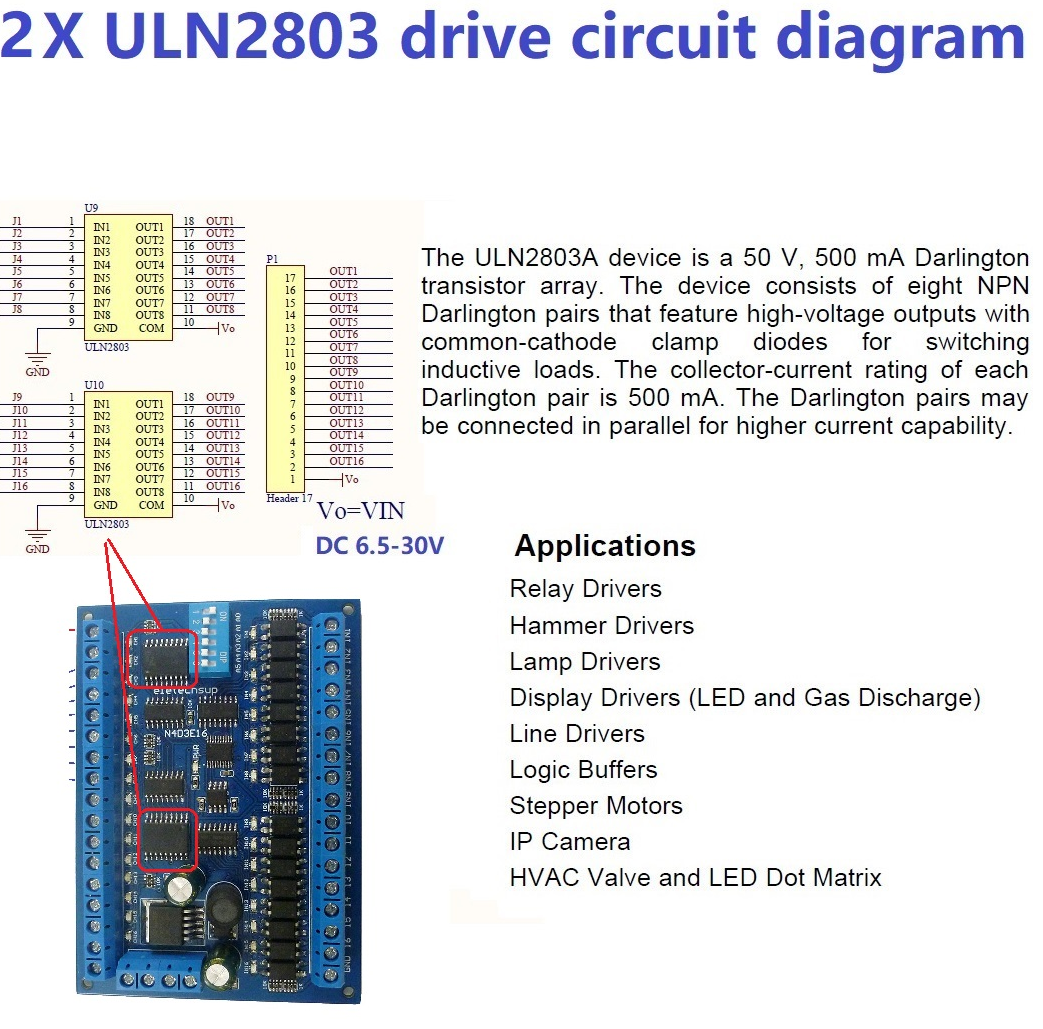 2X ULN2803 drive circuit diagram
U9
J1 1 IN1 OUT1 18 OUT1
J2 2 IN2 OUT2 17 OUT2
J3 3 IN3 OUT3 16 OUT3
J4 4 IN4 OUT4 15 OUT4
J5 5 IN5 OUT5 14 OUT5
J6 6 IN6 OUT6 13 OUT6
J7 7 IN7 OUT7 12 OUT7
J8 8 IN8 OUT8 11 OUT8
9 GND COM 10 Vo
ULN2803
GND
U10
J9 1 IN1 OUT1 18 OUT9
J10 2 IN2 OUT2 17 OUT10
J11 3 IN3 OUT3 16 OUT11
J12 4 IN4 OUT4 15 OUT12
J13 5 IN5 OUT5 14 OUT13
J14 6 IN6 OUT6 13 OUT14
J15 7 IN7 OUT7 12 OUT15
J16 8 IN8 OUT8 11 OUT16
9 GND COM 10 Vo
ULN2803
GND
P1
17 OUT1
16 OUT2
15 OUT3
14 OUT4
13 OUT5
12 OUT6
11 OUT7
10 OUT8
9 OUT9
8 OUT10
7 OUT11
6 OUT12
5 OUT13
4 OUT14
3 OUT15
2 OUT16
1 Vo
Header 17
Vo=VIN
DC 6.5-30V
The ULN2803A device is a 50 V, 500 mA Darlington
transistor array. The device consists of eight NPN
Darlington pairs that feature high-voltage outputs with
common-cathode clamp diodes for switching
inductive loads. The collector-current rating of each
Darlington pair is 500 mA. The Darlington pairs may
be connected in parallel for higher current capability.
Applications
Relay Drivers
Hammer Drivers
Lamp Drivers
Display Drivers (LED and Gas Discharge)
Line Drivers
Logic Buffers
Stepper Motors
IP Camera
HVAC Valve and LED Dot Matrix
eletechsup
N4D3E16
PWR
ON
DIP
A5 A4 A3 A2 A1 A0